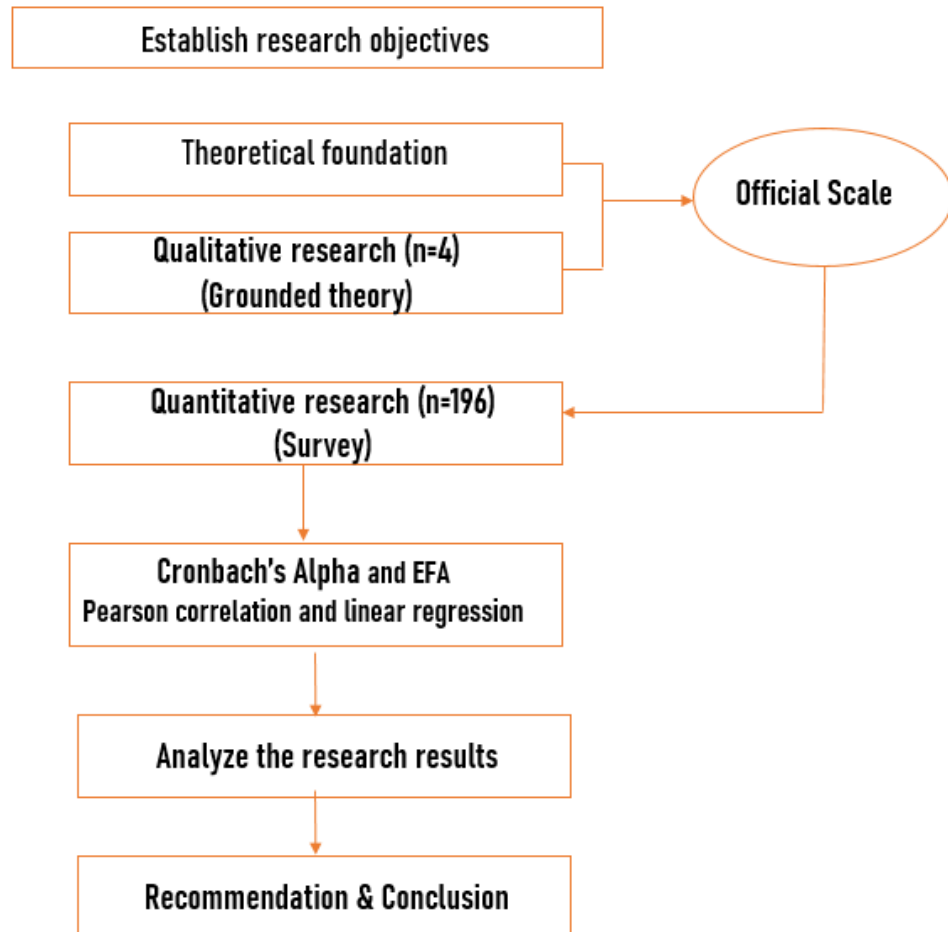 Establish research objectives
Theoretical foundation
Official Scale
Qualitative research (n=4)
(Grounded theory)
Quantitative research (n=196)
(Survey)
Cronbach’s Alpha and EFA
Pearson correlation and linear regression
Analyze the research results
Recommendation & Conclusion